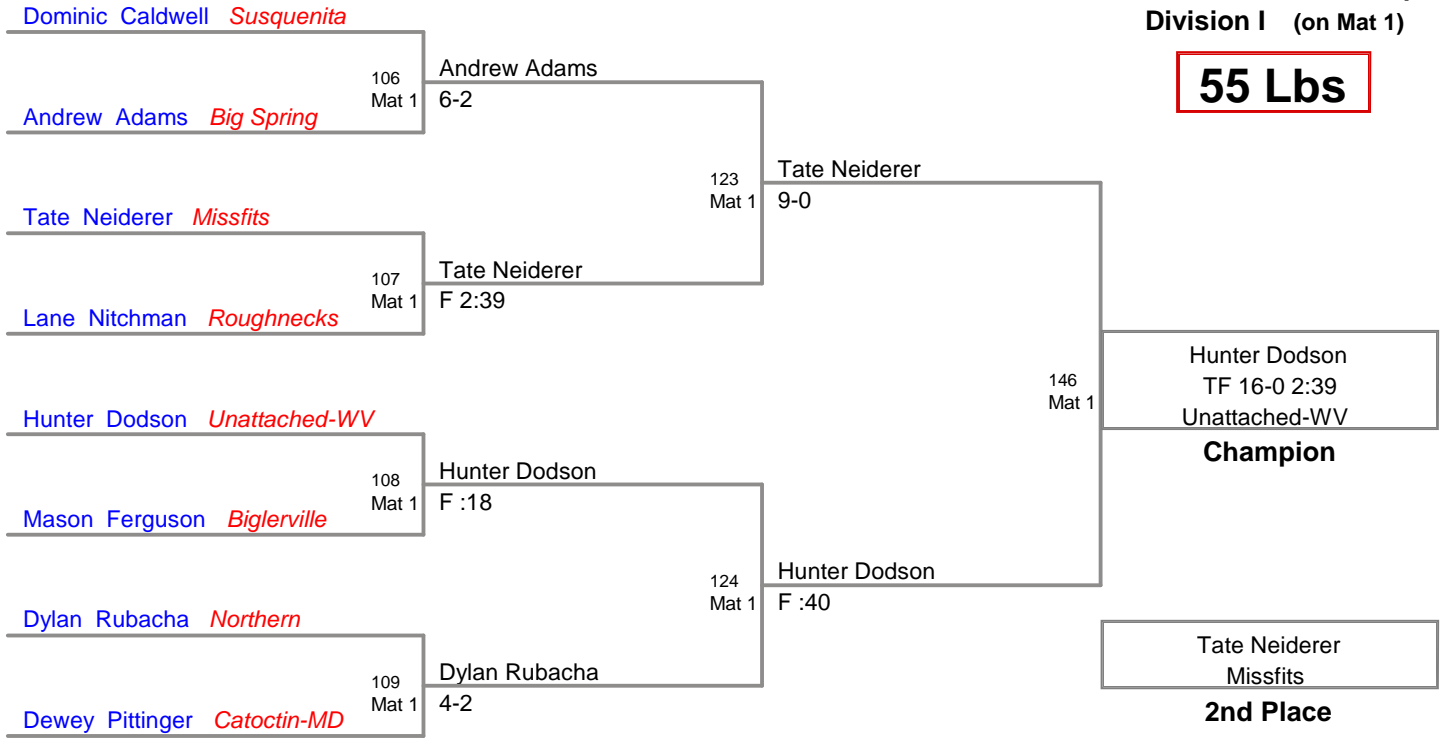 Dominic Caldwell Susquenita
Division I (on Mat 1)
55 Lbs
106
Mat 1
Andrew Adams
6-2
Andrew Adams Big Spring
123
Mat 1
Tate Neiderer
9-0
Tate Neiderer Missfits
107
Mat 1
Tate Neiderer
F 2:39
Lane Nitchman Roughnecks
146
Mat 1
Hunter Dodson
TF 16-0 2:39
Unattached-WV
Champion
Hunter Dodson Unattached-WV
108
Mat 1
Hunter Dodson
F :18
Mason Ferguson Biglerville
124
Mat 1
Hunter Dodson
F :40
Dylan Rubacha Northern
109
Mat 1
Dylan Rubacha
4-2
Dewey Pittinger Catoctin-MD
Tate Neiderer
Missfits
2nd Place